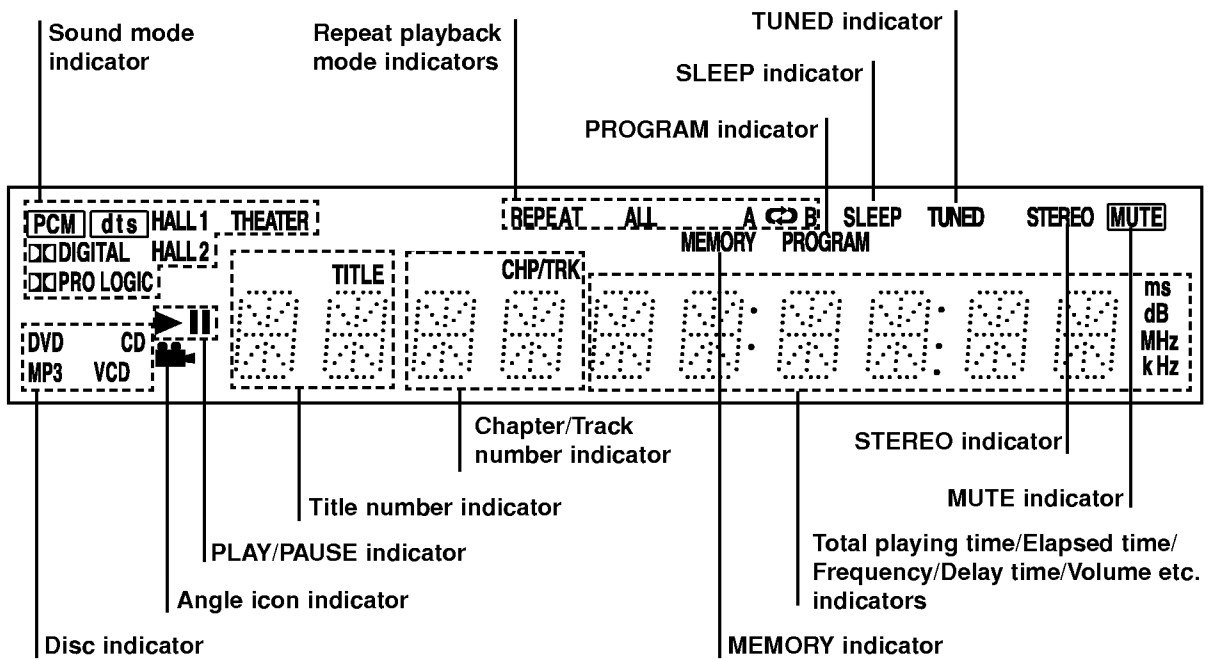 TUNED indicator
Sound mode
indicator
Repeat playback
mode indicators
SLEEP indicator
PROGRAM indicator
PCM dts HALL 1 THEATER REPEAT ALL A B SLEEP TUNED STEREO MUTE
DIGITAL HALL 2 MEMORY PROGRAM
PRO LOGIC TITLE CHP/TRK ms
dB
DVD CD MHz
MP3 VCD kHz
Chapter/Track
number indicator
STEREO indicator
Title number indicator
MUTE indicator
PLAY/PAUSE indicator
Total playing time/Elapsed time/
Frequency/Delay time/Volume etc.
indicators
Angle icon indicator
Disc indicator
MEMORY indicator